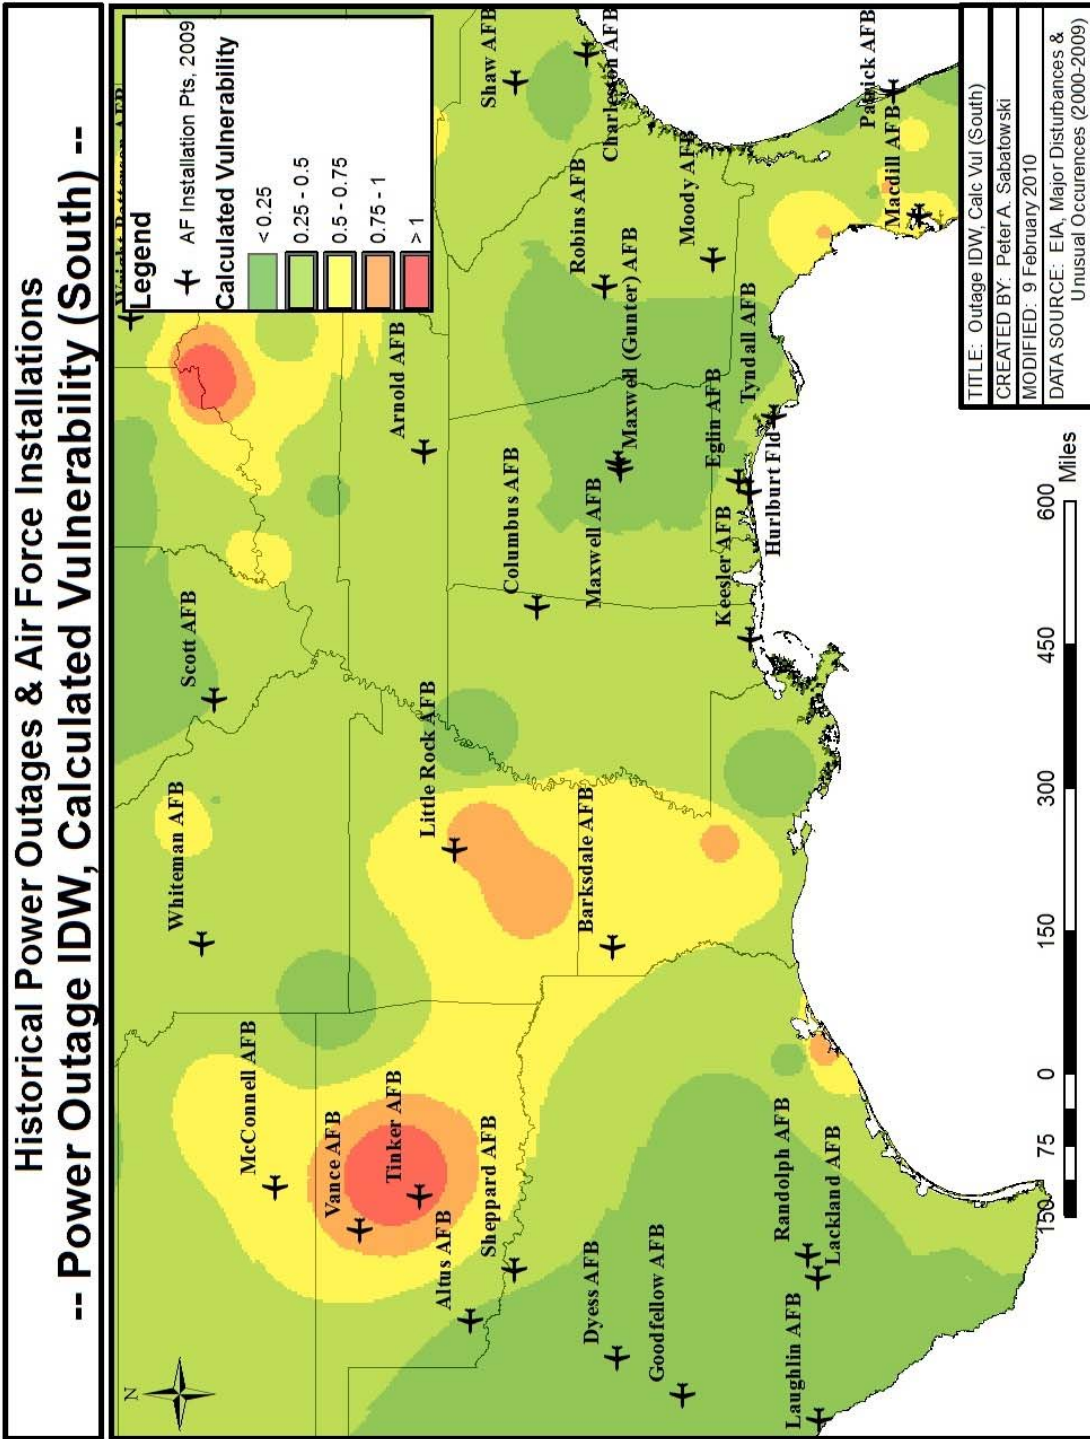 Historical Power Outages & Air Force Installations
-- Power Outage IDW, Calculated Vulnerability (South) --
N
Legend
AF Installation Pts, 2009
Calculated Vulnerability
< 0.25
0.25 - 0.5
0.5 - 0.75
0.75 - 1
> 1
Wright Patterson AFB
Whiteman AFB
Scott AFB
McConnell AFB
Vance AFB
Tinker AFB
Altus AFB
Sheppard AFB
Little Rock AFB
Arnold AFB
Shaw AFB
Charleston AFB
Columbus AFB
Robins AFB
Barksdale AFB
Maxwell AFB
Maxwell (Gunter) AFB
Dyess AFB
Goodfellow AFB
Moody AFB
Keesler AFB
Eglin AFB
Tyndall AFB
Hurlburt Fld
Laughlin AFB
Randolph AFB
Lackland AFB
Patrick AFB
Macdill AFB
150 75 0 150 300 450 600
Miles
TITLE: Outage IDW, Calc Vul (South)
CREATED BY: Peter A. Sabatowski
MODIFIED: 9 February 2010
DATA SOURCE: EIA, Major Disturbances &
Unusual Occurences (2000-2009)